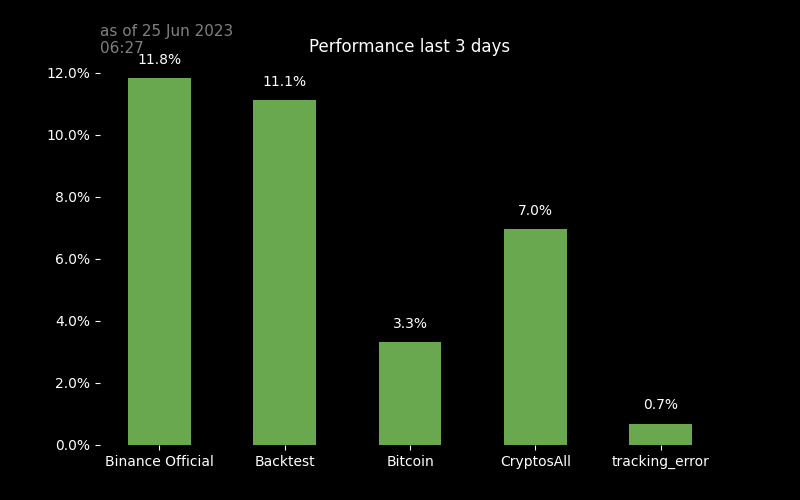 as of 25 Jun 2023
06:27
Performance last 3 days
11.8%
11.1%
3.3%
7.0%
0.7%
12.0%
10.0%
8.0%
6.0%
4.0%
2.0%
0.0%
Binance Official
Backtest
Bitcoin
CryptosAll
tracking_error